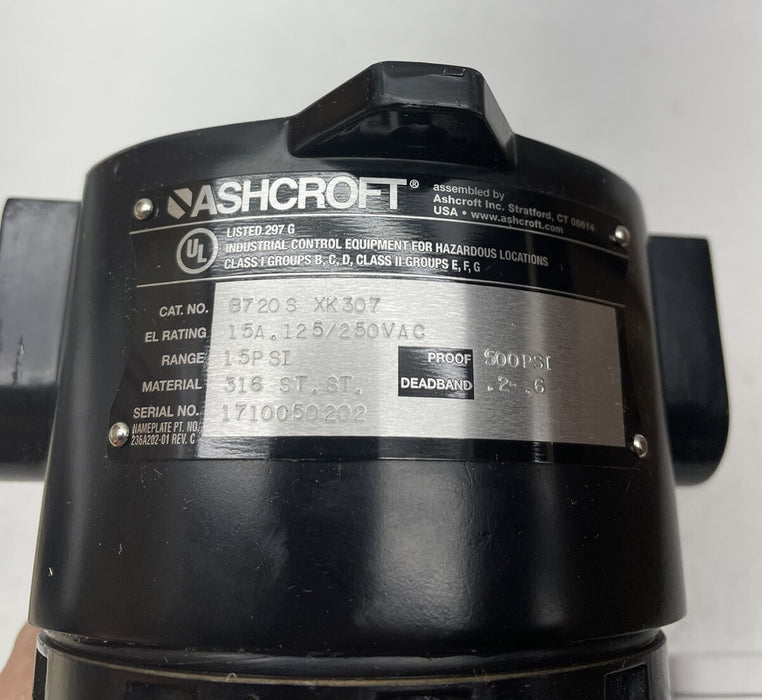 ASHCROFT®
assembled by
Ashcroft Inc. Stratford, CT 06614
USA • www.ashcroft.com
UL
LISTED 297 G
INDUSTRIAL CONTROL EQUIPMENT FOR HAZARDOUS LOCATIONS
CLASS I GROUPS B, C, D, CLASS II GROUPS E, F, G
CAT. NO. B720S XK307
EL RATING 15A.125/250VAC
RANGE 15PSI PROOF 500PSI
MATERIAL 316 ST.ST. DEADBAND .2-.6
SERIAL NO. 1710050202
NAMEPLATE PT. NO.
236A202-01 REV. C